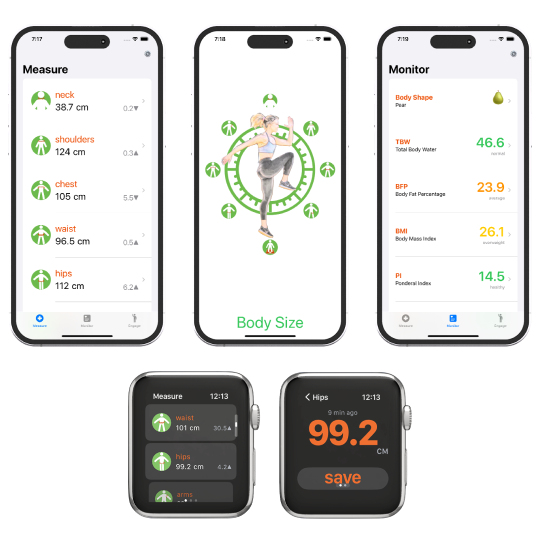 7:17
Measure
neck
38.7 cm
0.2▼
shoulders
124 cm
0.3▲
chest
105 cm
5.5▼
waist
96.5 cm
0.5▲
hips
112 cm
6.2▲
Measure
Monitor
Engage
7:18
Body Size
7:19
Monitor
Body Shape
Pear
TBW
46.6
Total Body Water
normal
BFP
23.9
Body Fat Parcentage
average
BMI
26.1
Body Mass Index
overweight
PI
14.5
Ponderal Index
healthy
Measure
Monitor
Engage
Measure 12:13
waist
101 cm
30.5▲
hips
99.2 cm
4.2▲
arms
Hips 12:13
9 min ago
99.2
CM
save